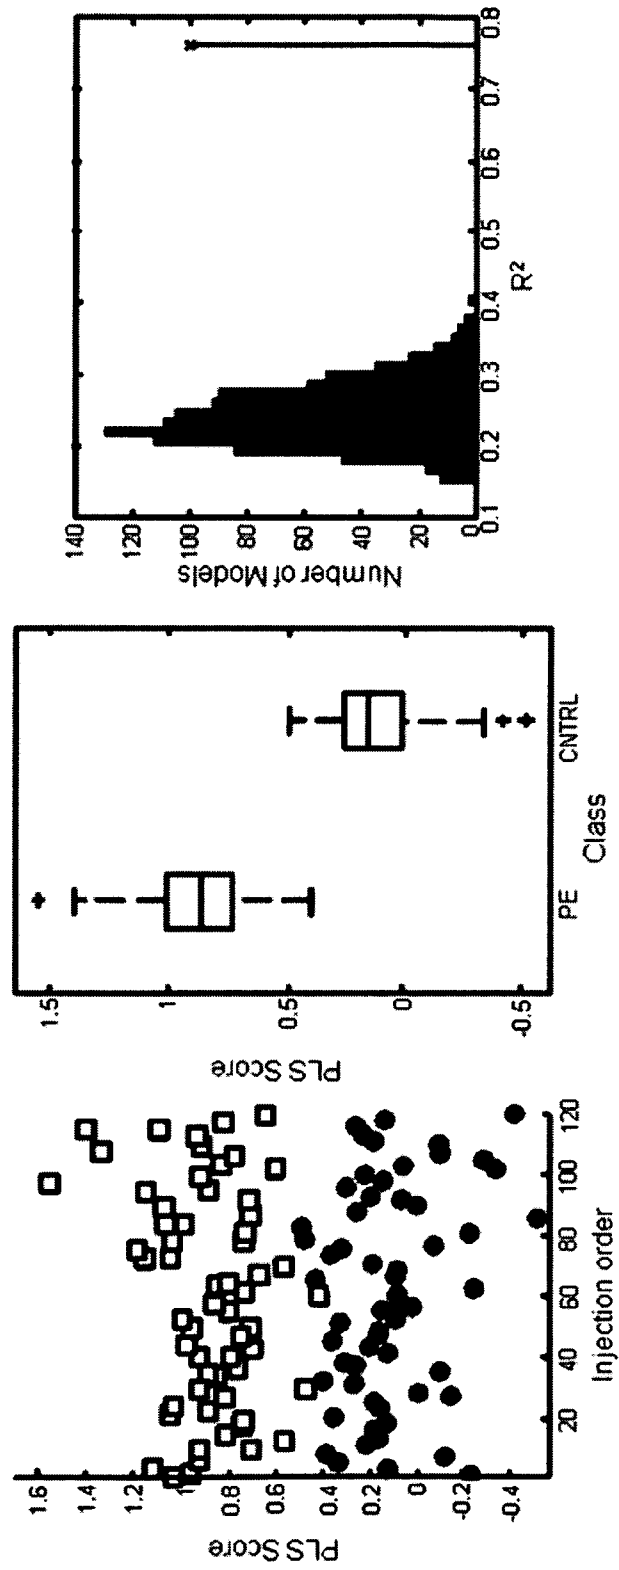 PLS Score
1.6
1.4
1.2
1
0.8
0.6
0.4
0.2
0
-0.2
-0.4
20 40 60 80 100 120
Injection order
PLS Score
1.5
1
0.5
0
-0.5
PE CNTRL
Class
Number of Models
140
120
100
80
60
40
20
0
0.1 0.2 0.3 0.4 0.5 0.6 0.7 0.8
R²